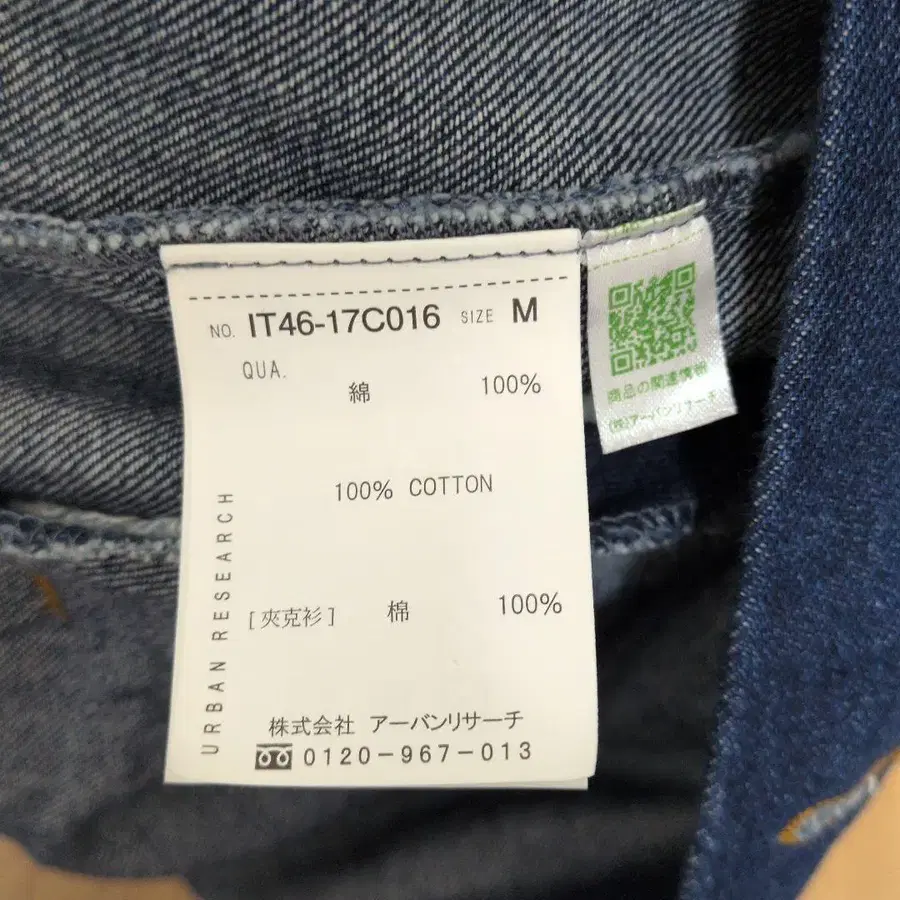 NO. IT46-17C016 SIZE M
QUA.
綿 100%
100% COTTON
[夾克衫] 棉 100%
URBAN RESEARCH
株式会社 アーバンリサーチ
0120-967-013
商品の関連情報
(株)アーバンリサーチ